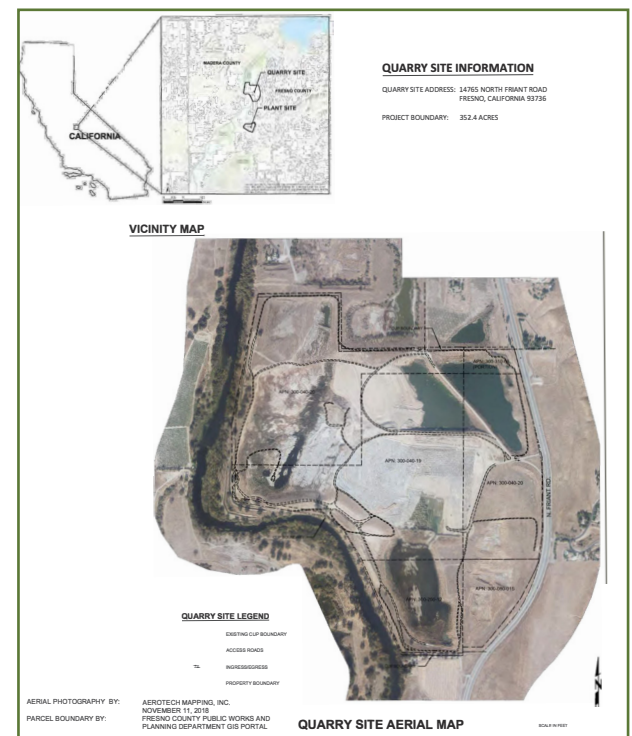 MADERA COUNTY
QUARRY SITE
FRESNO COUNTY
PLANT SITE
CALIFORNIA
QUARRY SITE INFORMATION
QUARRY SITE ADDRESS: 14765 NORTH FRIANT ROAD
FRESNO, CALIFORNIA 93736
PROJECT BOUNDARY: 352.4 ACRES
VICINITY MAP
APN: 300-040-19
APN: 300-040-20
N. FRIANT RD.
QUARRY SITE LEGEND
EXISTING CUP BOUNDARY
ACCESS ROADS
INGRESS/EGRESS
PROPERTY BOUNDARY
AERIAL PHOTOGRAPHY BY: AEROTECH MAPPING, INC.
NOVEMBER 11, 2018
PARCEL BOUNDARY BY: FRESNO COUNTY PUBLIC WORKS AND
PLANNING DEPARTMENT GIS PORTAL
QUARRY SITE AERIAL MAP
SCALE IN FEET
N